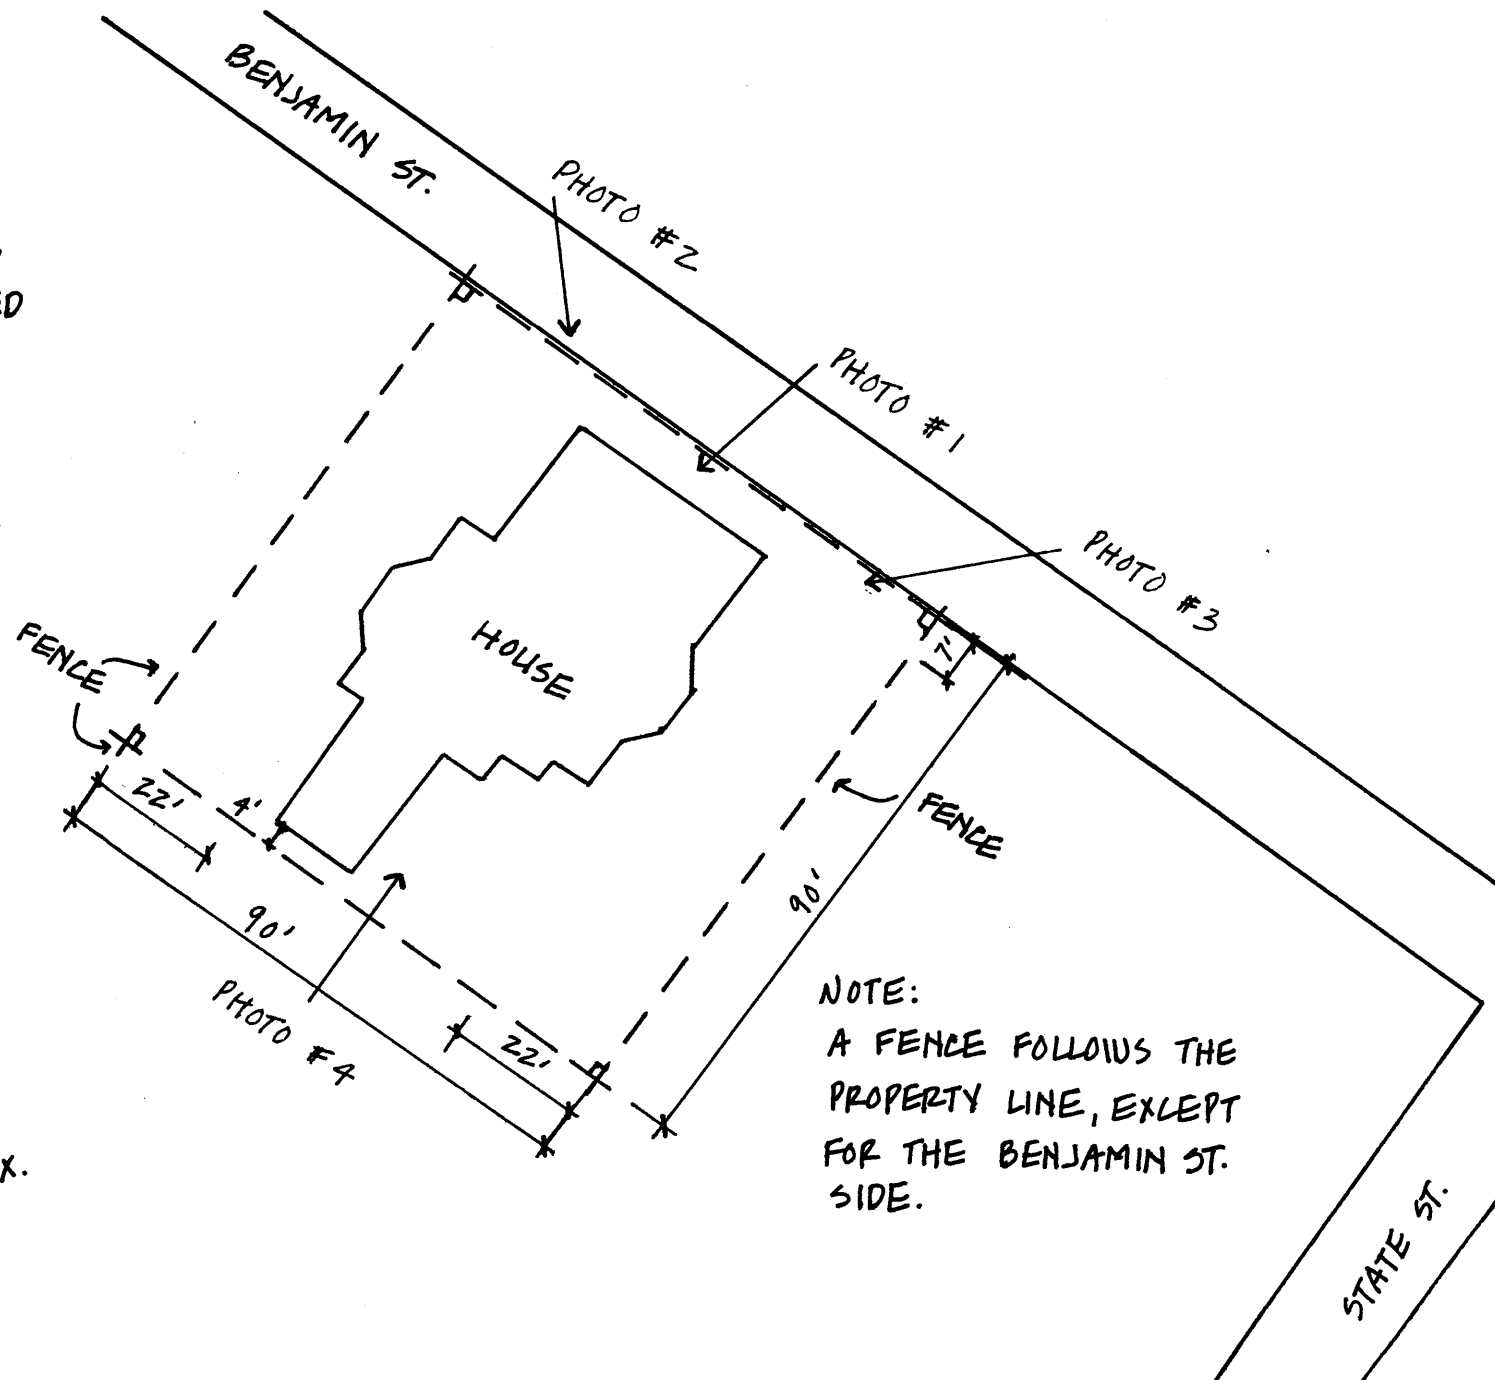 BENJAMIN ST.
PHOTO #2
ED
PHOTO #1
PHOTO #3
HOUSE
7'
FENCE
22'
4'
FENCE
90'
90'
PHOTO #4
22'
NOTE:
A FENCE FOLLOWS THE
PROPERTY LINE, EXCEPT
FOR THE BENJAMIN ST.
SIDE.
X.
STATE ST.